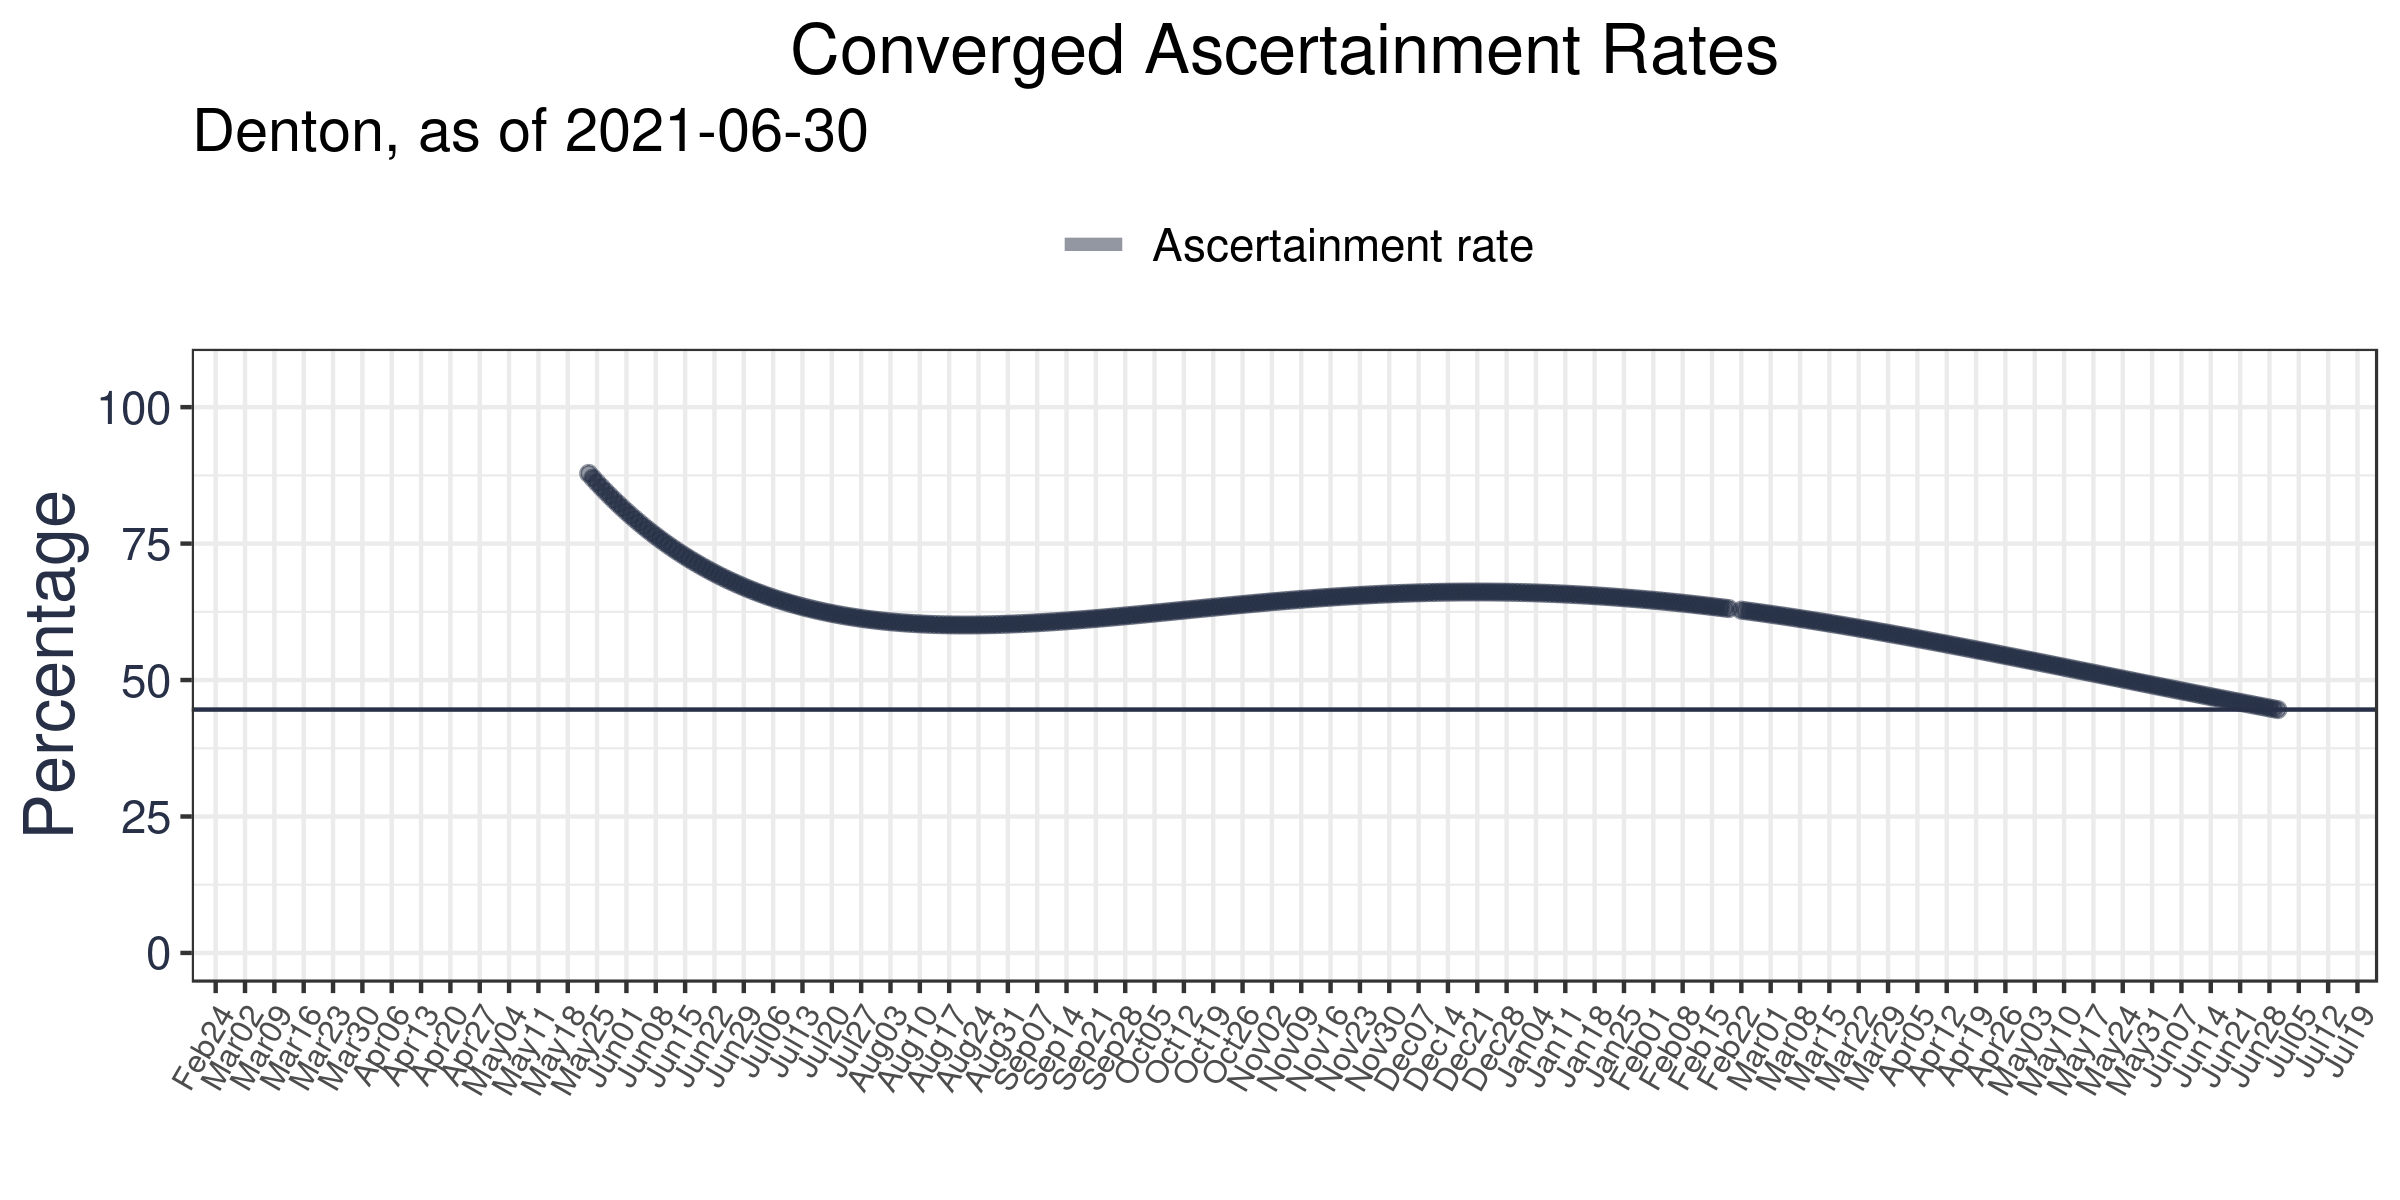 Converged Ascertainment Rates
Denton, as of 2021-06-30
Ascertainment rate
Percentage
100
75
50
25
0
Feb24 Mar02 Mar09 Mar16 Mar23 Mar30 Apr06 Apr13 Apr20 Apr27 May04 May11 May18 May25 Jun01 Jun08 Jun15 Jun22 Jun29 Jul06 Jul13 Jul20 Jul27 Aug03 Aug10 Aug17 Aug24 Aug31 Sep07 Sep14 Sep21 Sep28 Oct05 Oct12 Oct19 Oct26 Nov02 Nov09 Nov16 Nov23 Nov30 Dec07 Dec14 Dec21 Dec28 Jan04 Jan11 Jan18 Jan25 Feb01 Feb08 Feb15 Feb22 Mar01 Mar08 Mar15 Mar22 Mar29 Apr05 Apr12 Apr19 Apr26 May03 May10 May17 May24 May31 Jun07 Jun14 Jun21 Jun28 Jul05 Jul12 Jul19